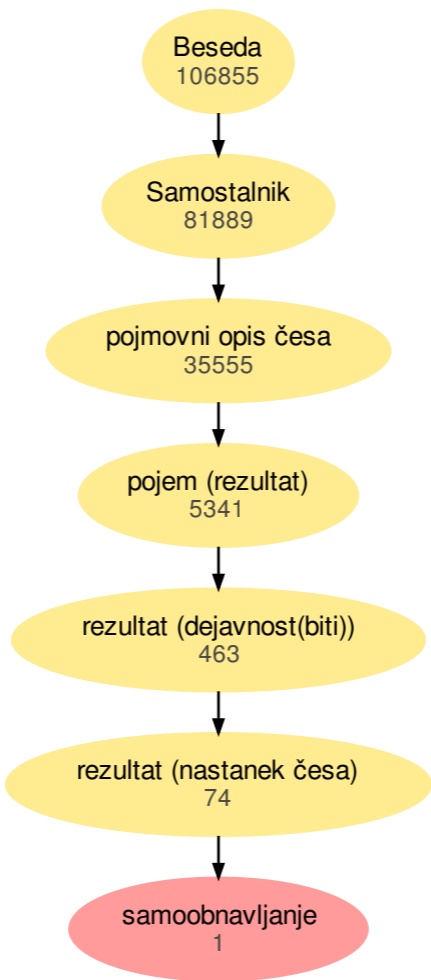 Beseda
106855
Samostalnik
81889
pojmovni opis česa
35555
pojem (rezultat)
5341
rezultat (dejavnost(biti))
463
rezultat (nastanek česa)
74
samoobnavljanje
1